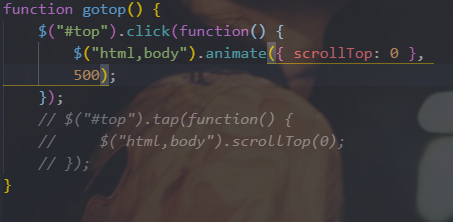 function gotop() {
$("#top").click(function() {
$("html,body").animate({ scrollTop: 0 },
500);
});
// $("#top").tap(function() {
//     $("html,body").scrollTop(0);
// });
}